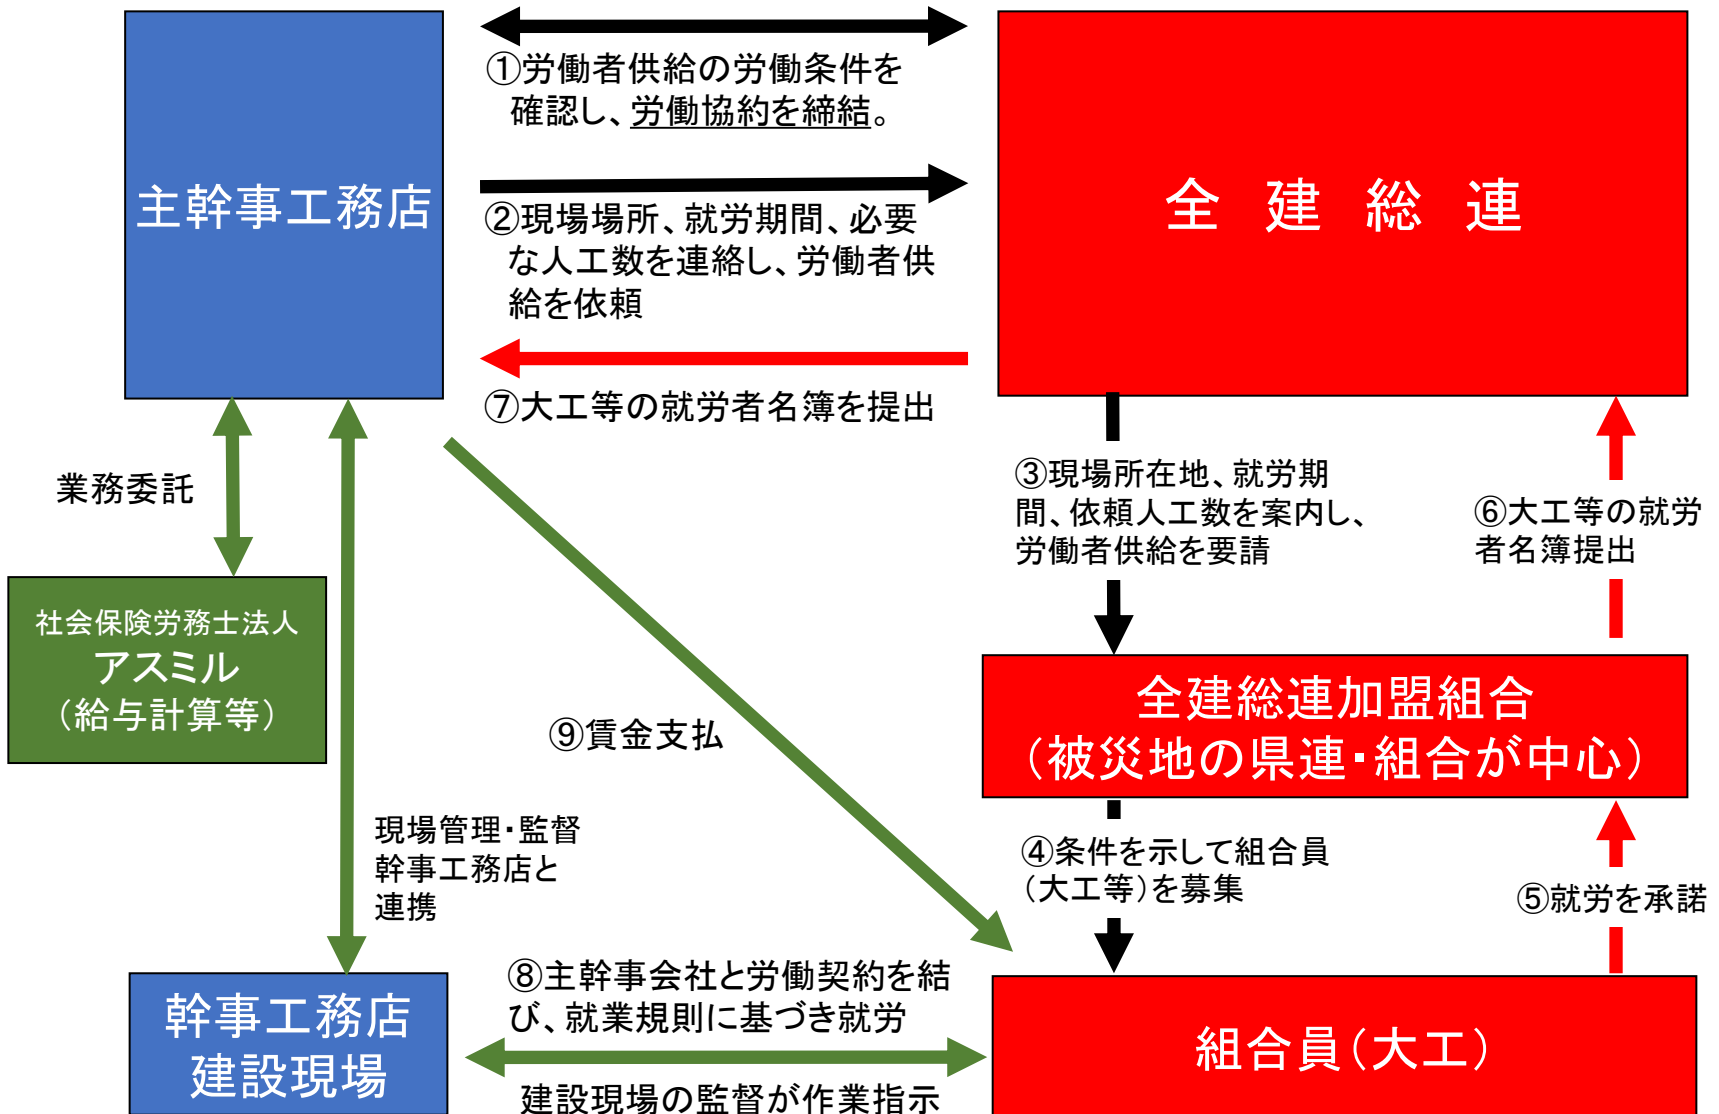 主幹事工務店
①労働者供給の労働条件を
確認し、労働協約を締結。
②現場場所、就労期間、必要
な人工数を連絡し、労働者供
給を依頼
⑦大工等の就労者名簿を提出
全 建 総 連
業務委託
社会保険労務士法人
アスミル
(給与計算等)
③現場所在地、就労期
間、依頼人工数を案内し、
労働者供給を要請
⑥大工等の就労
者名簿提出
全建総連加盟組合
(被災地の県連・組合が中心)
⑨賃金支払
現場管理・監督
幹事工務店と
連携
④条件を示して組合員
(大工等)を募集
⑤就労を承諾
幹事工務店
建設現場
⑧主幹事会社と労働契約を結
び、就業規則に基づき就労
建設現場の監督が作業指示
組合員(大工)